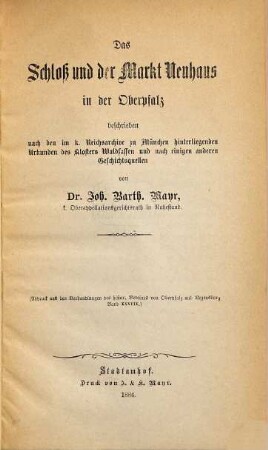 Das
Schloß und der Markt Neuhaus
in der Oberpfalz
beschrieben
nach den im k. Reichsarchive zu München hinterliegenden
Urkunden des Klosters Waldsassen und nach einigen anderen
Geschichtsquellen
von
Dr. Joh. Barth. Mayr,
k. Oberappellationsgerichtsrath in Ruhestand.
(Abdruck aus den Verhandlungen des histor. Vereines von Oberpfalz und Regensburg,
Band XXXVIII.)
Stadtamhof.
Druck von J. & K. Mayr.
1884.